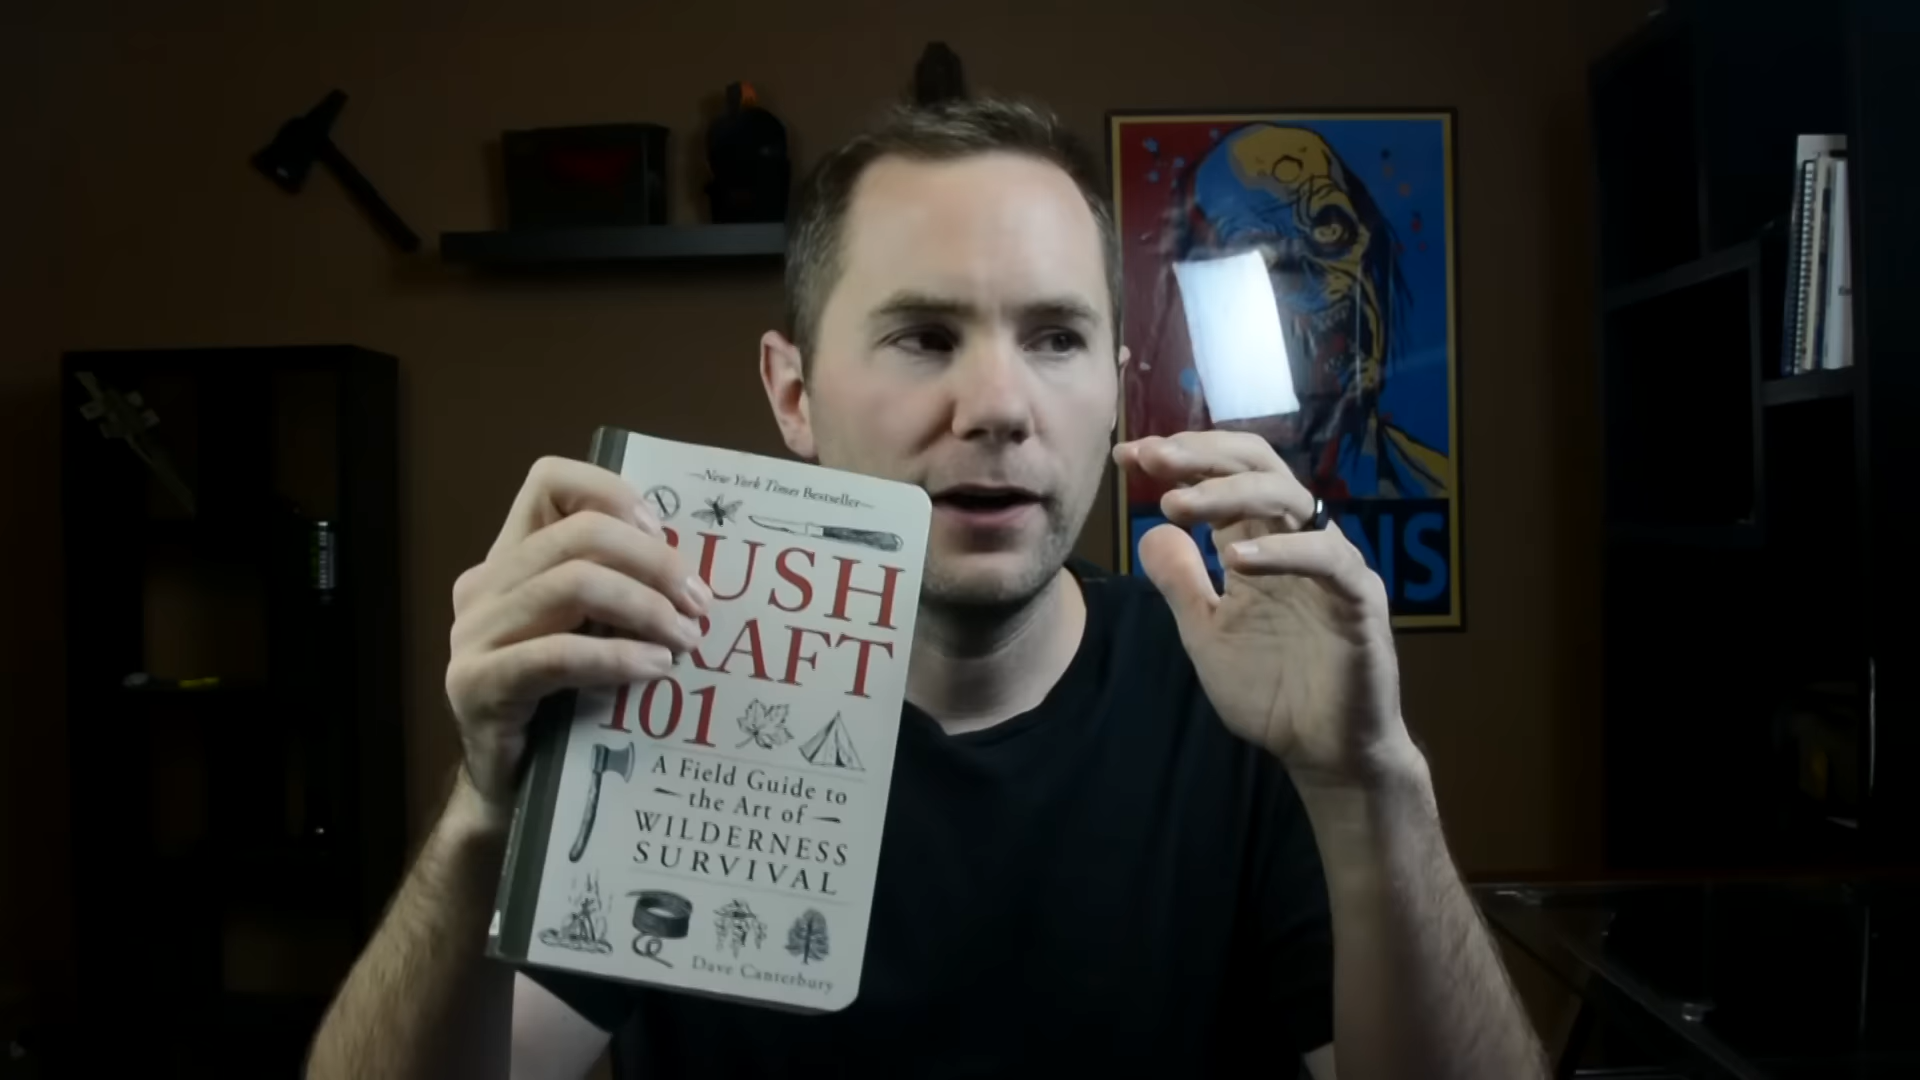 New York Times Bestseller
USH
RAFT
101
A Field Guide to
the Art of
WILDERNESS
SURVIVAL
Dave Canterbury
NS